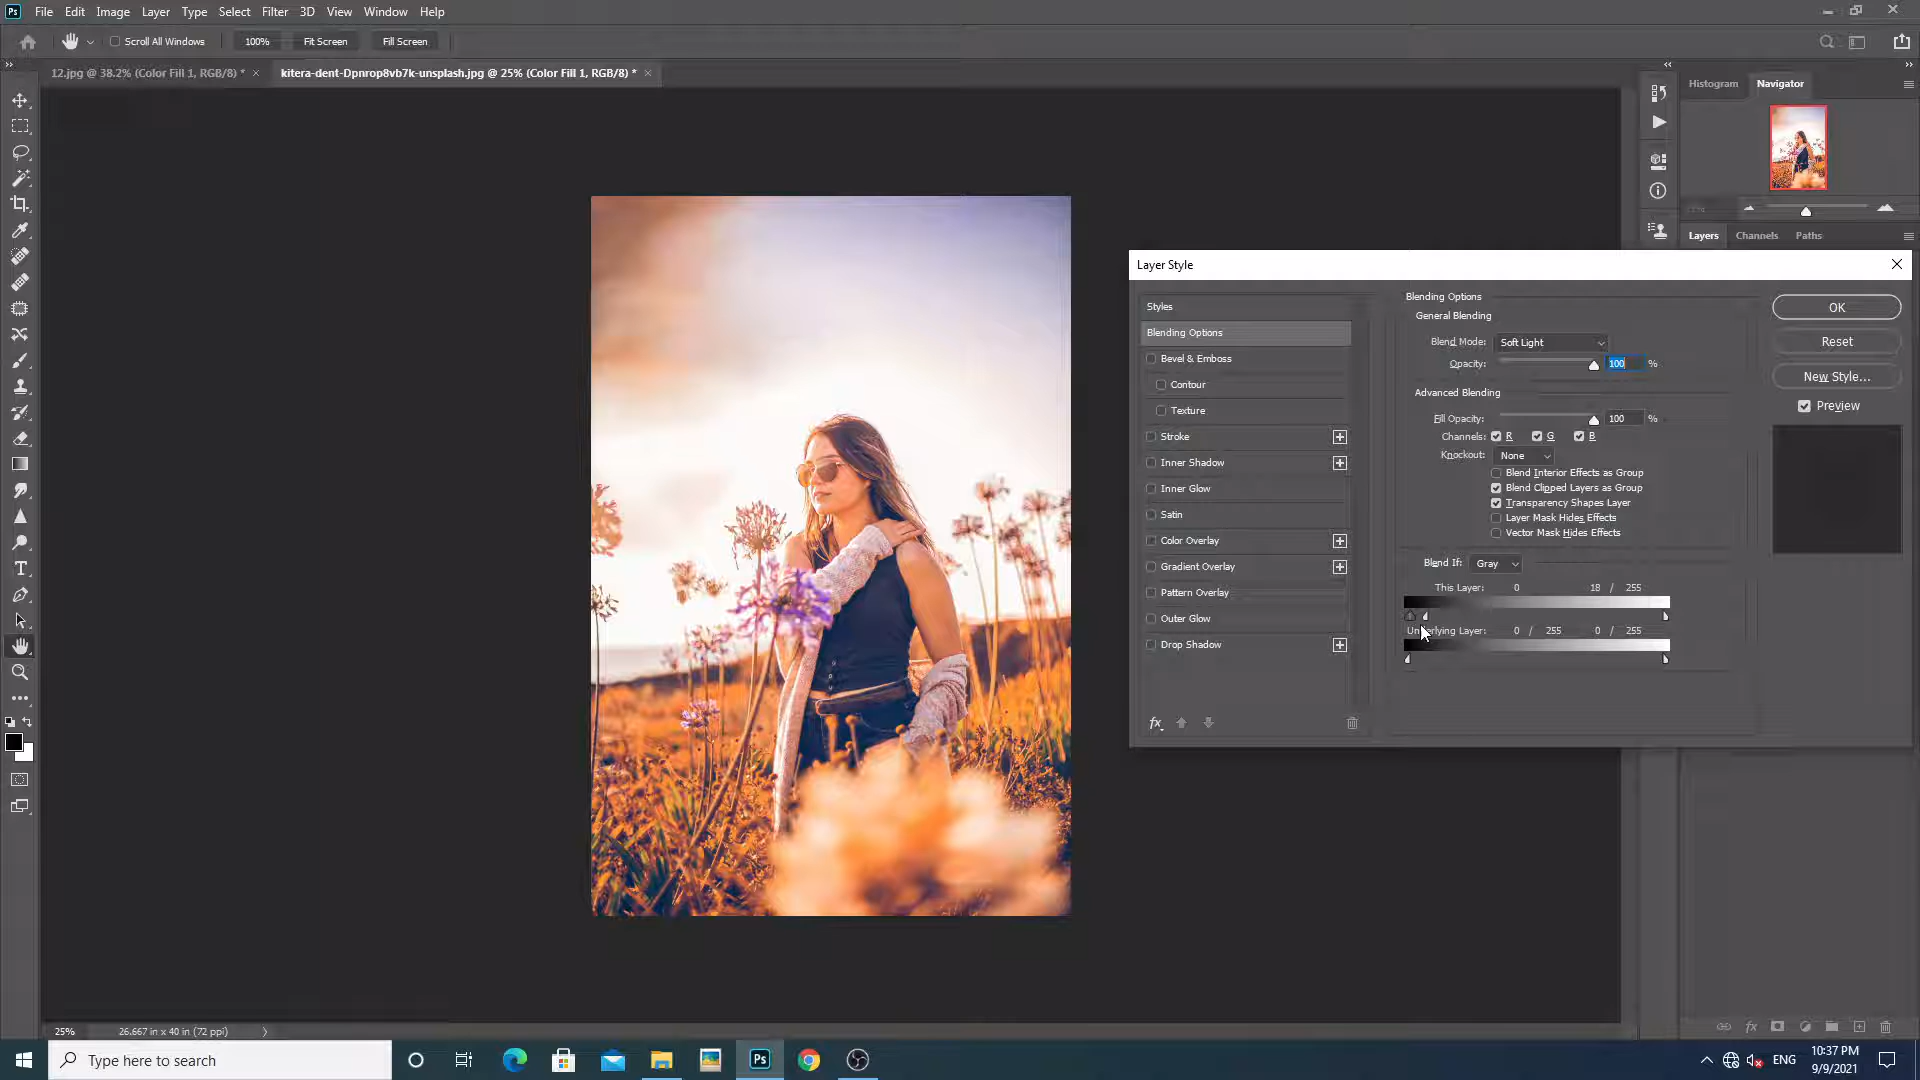 Ps File Edit Image Layer Type Select Filter 3D View Window Help
Scroll All Windows 100% Fit Screen Fill Screen
12.jpg @ 38.2% (Color Fill 1, RGB/8) * × kitera-dent-Dpnrop8vb7k-unsplash.jpg @ 25% (Color Fill 1, RGB/8) * ×
Histogram Navigator
Layers Channels Paths
Layer Style
Styles
Blending Options
Bevel & Emboss
Contour
Texture
Stroke
Inner Shadow
Inner Glow
Satin
Color Overlay
Gradient Overlay
Pattern Overlay
Outer Glow
Drop Shadow
fx
Blending Options
General Blending
Blend Mode: Soft Light
Opacity: 100 %
Advanced Blending
Fill Opacity: 100 %
Channels: R G B
Knockout: None
Blend Interior Effects as Group
Blend Clipped Layers as Group
Transparency Shapes Layer
Layer Mask Hides Effects
Vector Mask Hides Effects
Blend If: Gray
This Layer: 0 18 / 255
Underlying Layer: 0 / 255 0 / 255
OK
Reset
New Style...
Preview
25% 26.667 in x 40 in (72 ppi)
fx
Type here to search
Ps
ENG
10:37 PM
9/9/2021